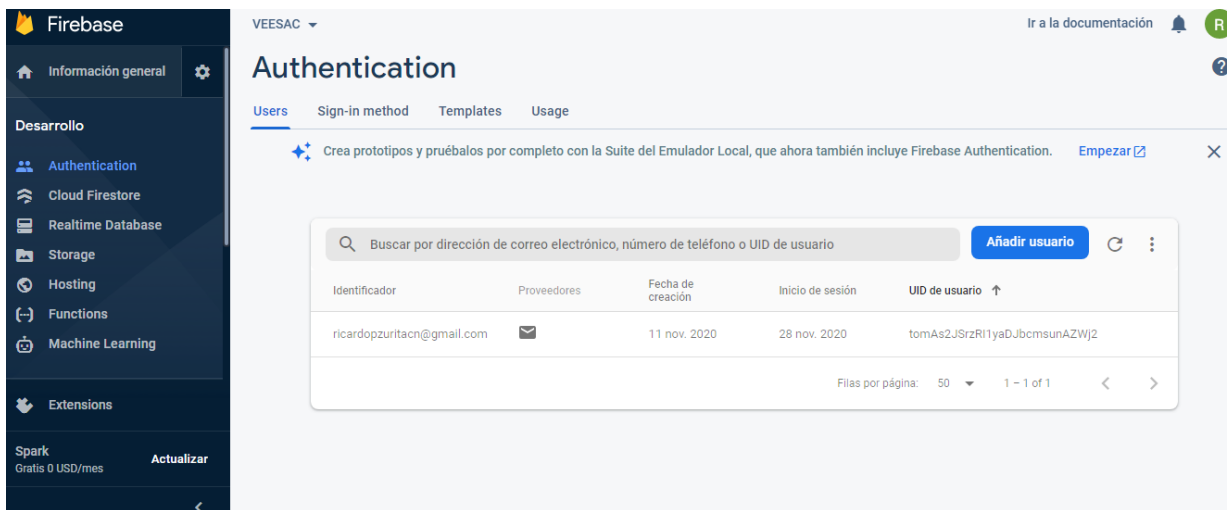 Firebase
Información general
Desarrollo
Authentication
Cloud Firestore
Realtime Database
Storage
Hosting
Functions
Machine Learning
Extensions
Spark
Gratis 0 USD/mes
Actualizar
VEESAC
Ir a la documentación
R
Authentication
Users Sign-in method Templates Usage
Crea prototipos y pruébalos por completo con la Suite del Emulador Local, que ahora también incluye Firebase Authentication. Empezar
Buscar por dirección de correo electrónico, número de teléfono o UID de usuario
Añadir usuario
Identificador Proveedores Fecha de creación Inicio de sesión UID de usuario
ricardopzuritacn@gmail.com 11 nov. 2020 28 nov. 2020 tomAs2JSrzRI1yaDJbcmsunAZWj2
Filas por página: 50 1 – 1 of 1